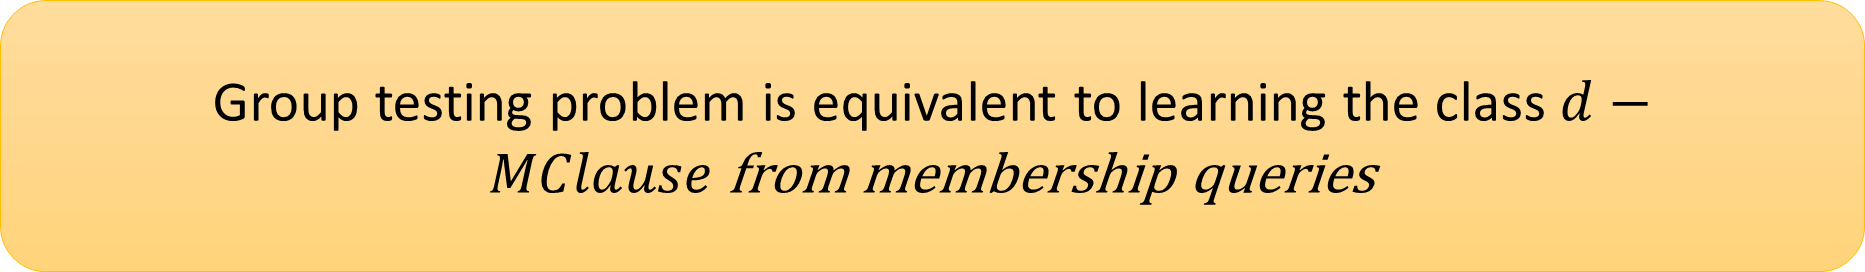 Group testing problem is equivalent to learning the class 𝑑 −
𝑀𝐶𝑙𝑎𝑢𝑠𝑒 𝑓𝑟𝑜𝑚 𝑚𝑒𝑚𝑏𝑒𝑟𝑠ℎ𝑖𝑝 𝑞𝑢𝑒𝑟𝑖𝑒𝑠